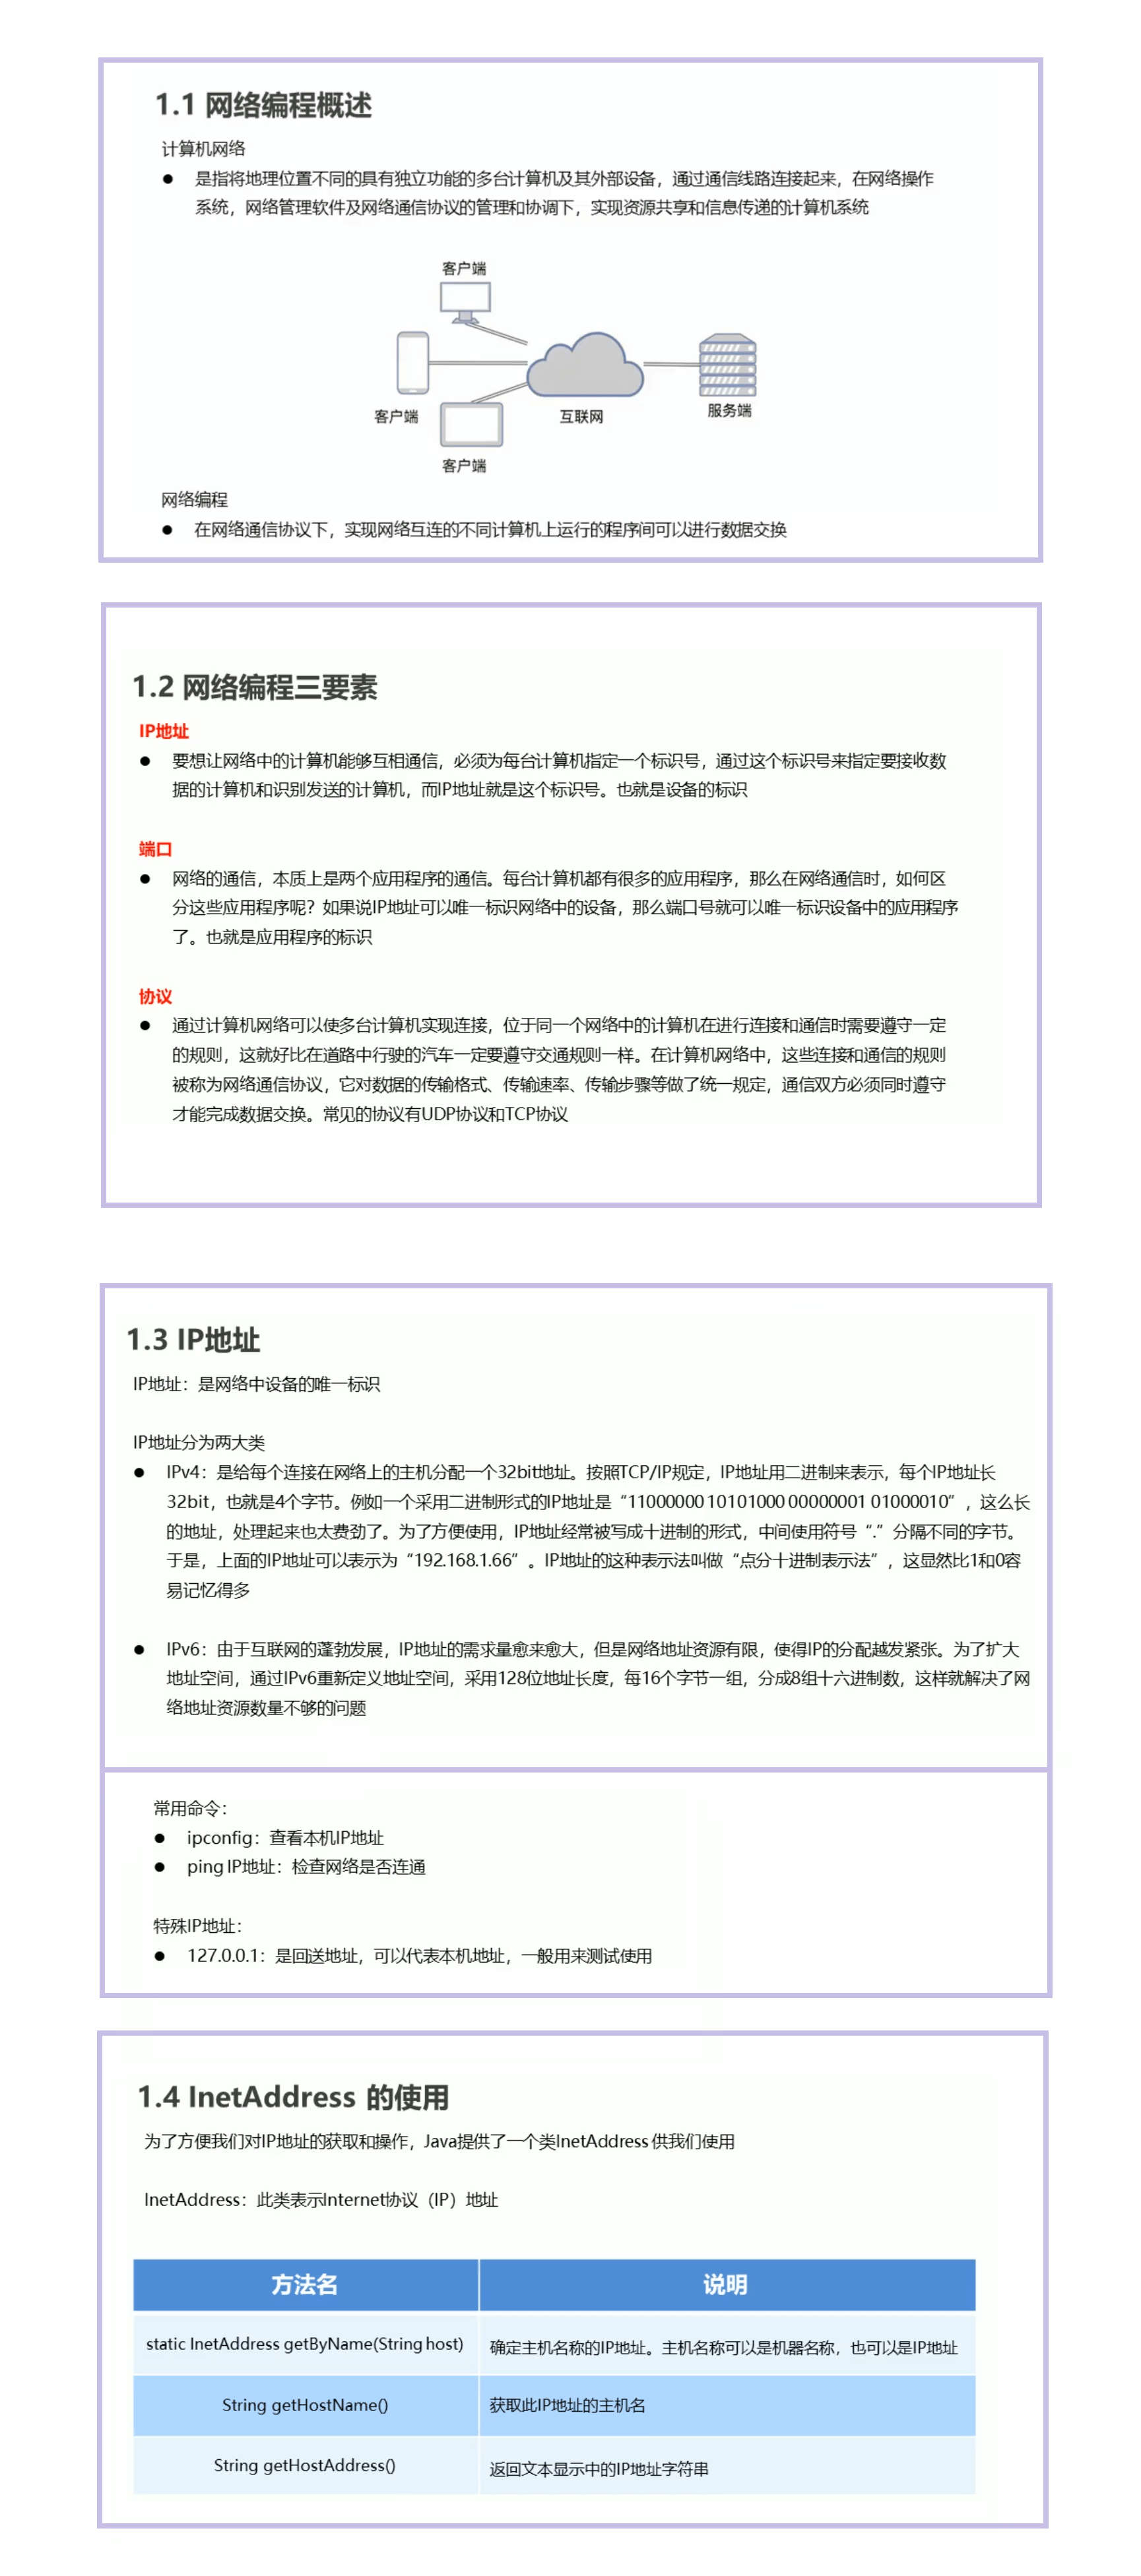 1.1 网络编程概述
计算机网络
● 是指将地理位置不同的具有独立功能的多台计算机及其外部设备，通过通信线路连接起来，在网络操作
系统，网络管理软件及网络通信协议的管理和协调下，实现资源共享和信息传递的计算机系统
客户端
客户端
互联网
服务端
客户端
网络编程
● 在网络通信协议下，实现网络互连的不同计算机上运行的程序间可以进行数据交换
1.2 网络编程三要素
IP地址
● 要想让网络中的计算机能够互相通信，必须为每台计算机指定一个标识号，通过这个标识号来指定要接收数
据的计算机和识别发送的计算机，而IP地址就是这个标识号。也就是设备的标识
端口
● 网络的通信，本质上是两个应用程序的通信。每台计算机都有很多的应用程序，那么在网络通信时，如何区
分这些应用程序呢？如果说IP地址可以唯一标识网络中的设备，那么端口号就可以唯一标识设备中的应用程序
了。也就是应用程序的标识
协议
● 通过计算机网络可以使多台计算机实现连接，位于同一个网络中的计算机在进行连接和通信时需要遵守一定
的规则，这就好比在道路中行驶的汽车一定要遵守交通规则一样。在计算机网络中，这些连接和通信的规则
被称为网络通信协议，它对数据的传输格式、传输速率、传输步骤等做了统一规定，通信双方必须同时遵守
才能完成数据交换。常见的协议有UDP协议和TCP协议
1.3 IP地址
IP地址：是网络中设备的唯一标识
IP地址分为两大类
● IPv4：是给每个连接在网络上的主机分配一个32bit地址。按照TCP/IP规定，IP地址用二进制来表示，每个IP地址长
32bit，也就是4个字节。例如一个采用二进制形式的IP地址是“11000000 10101000 00000001 01000010”，这么长
的地址，处理起来也太费劲了。为了方便使用，IP地址经常被写成十进制的形式，中间使用符号“.”分隔不同的字节。
于是，上面的IP地址可以表示为“192.168.1.66”。IP地址的这种表示法叫做“点分十进制表示法”，这显然比1和0容
易记忆得多
● IPv6：由于互联网的蓬勃发展，IP地址的需求量愈来愈大，但是网络地址资源有限，使得IP的分配越发紧张。为了扩大
地址空间，通过IPv6重新定义地址空间，采用128位地址长度，每16个字节一组，分成8组十六进制数，这样就解决了网
络地址资源数量不够的问题
常用命令：
● ipconfig：查看本机IP地址
● ping IP地址：检查网络是否连通
特殊IP地址：
● 127.0.0.1：是回送地址，可以代表本机地址，一般用来测试使用
1.4 InetAddress 的使用
为了方便我们对IP地址的获取和操作，Java提供了一个类InetAddress 供我们使用
InetAddress：此类表示Internet协议（IP）地址
方法名 说明
static InetAddress getByName(String host) 确定主机名称的IP地址。主机名称可以是机器名称，也可以是IP地址
String getHostName() 获取此IP地址的主机名
String getHostAddress() 返回文本显示中的IP地址字符串